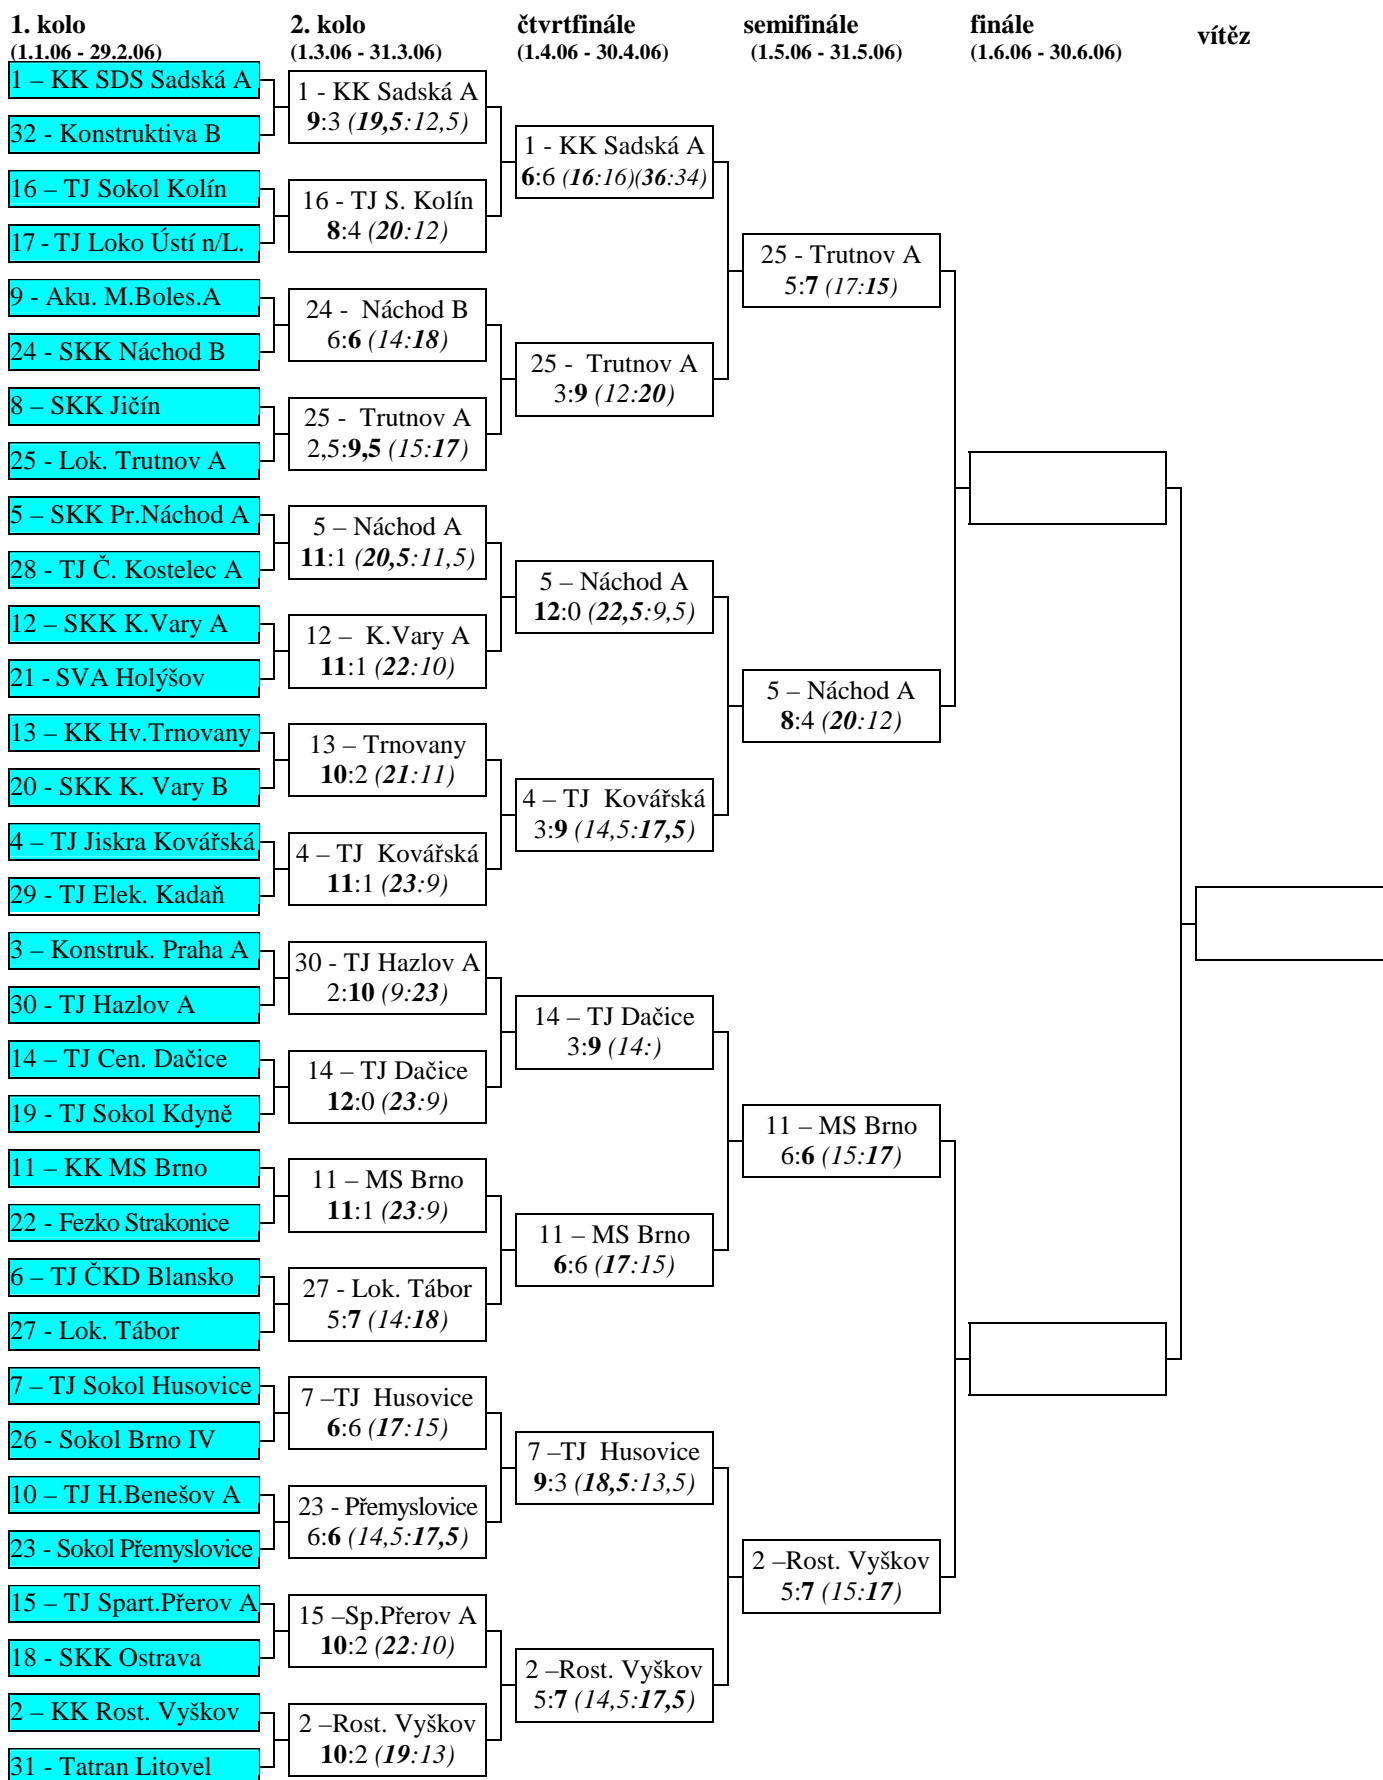 1. kolo
(1.1.06 - 29.2.06)
2. kolo
(1.3.06 - 31.3.06)
čtvrtfinále
(1.4.06 - 30.4.06)
semifinále
(1.5.06 - 31.5.06)
finále
(1.6.06 - 30.6.06)
vítěz
1 – KK SDS Sadská A
32 - Konstruktiva B
16 – TJ Sokol Kolín
17 - TJ Loko Ústí n/L.
9 - Aku. M.Boles.A
24 - SKK Náchod B
8 – SKK Jičín
25 - Lok. Trutnov A
5 – SKK Pr.Náchod A
28 - TJ Č. Kostelec A
12 – SKK K.Vary A
21 - SVA Holýšov
13 – KK Hv.Trnovany
20 - SKK K. Vary B
4 – TJ Jiskra Kovářská
29 - TJ Elek. Kadaň
3 – Konstruk. Praha A
30 - TJ Hazlov A
14 – TJ Cen. Dačice
19 - TJ Sokol Kdyně
11 – KK MS Brno
22 - Fezko Strakonice
6 – TJ ČKD Blansko
27 - Lok. Tábor
7 – TJ Sokol Husovice
26 - Sokol Brno IV
10 – TJ H.Benešov A
23 - Sokol Přemyslovice
15 – TJ Spart.Přerov A
18 - SKK Ostrava
2 – KK Rost. Vyškov
31 - Tatran Litovel
1 - KK Sadská A
9:3 (19,5:12,5)
16 - TJ S. Kolín
8:4 (20:12)
24 - Náchod B
6:6 (14:18)
25 - Trutnov A
2,5:9,5 (15:17)
5 – Náchod A
11:1 (20,5:11,5)
12 – K.Vary A
11:1 (22:10)
13 – Trnovany
10:2 (21:11)
4 – TJ Kovářská
11:1 (23:9)
30 - TJ Hazlov A
2:10 (9:23)
14 – TJ Dačice
12:0 (23:9)
11 – MS Brno
11:1 (23:9)
27 - Lok. Tábor
5:7 (14:18)
7 –TJ Husovice
6:6 (17:15)
23 - Přemyslovice
6:6 (14,5:17,5)
15 –Sp.Přerov A
10:2 (22:10)
2 –Rost. Vyškov
10:2 (19:13)
1 - KK Sadská A
6:6 (16:16)(36:34)
25 - Trutnov A
3:9 (12:20)
5 – Náchod A
12:0 (22,5:9,5)
4 – TJ Kovářská
3:9 (14,5:17,5)
14 – TJ Dačice
3:9 (14:)
11 – MS Brno
6:6 (17:15)
7 –TJ Husovice
9:3 (18,5:13,5)
2 –Rost. Vyškov
5:7 (14,5:17,5)
25 - Trutnov A
5:7 (17:15)
5 – Náchod A
8:4 (20:12)
11 – MS Brno
6:6 (15:17)
2 –Rost. Vyškov
5:7 (15:17)